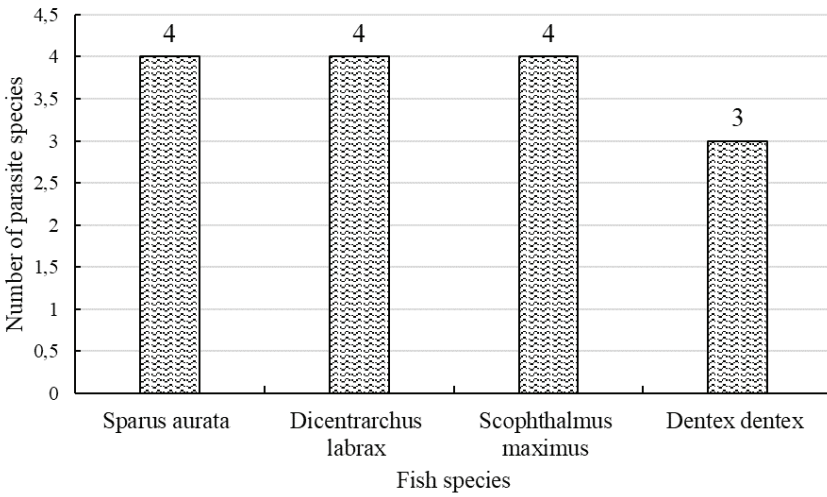 4,5
4
3,5
3
2,5
2
1,5
1
0,5
0
Number of parasite species
4
4
4
3
Sparus aurata
Dicentrarchus
labrax
Scophthalmus
maximus
Dentex dentex
Fish species